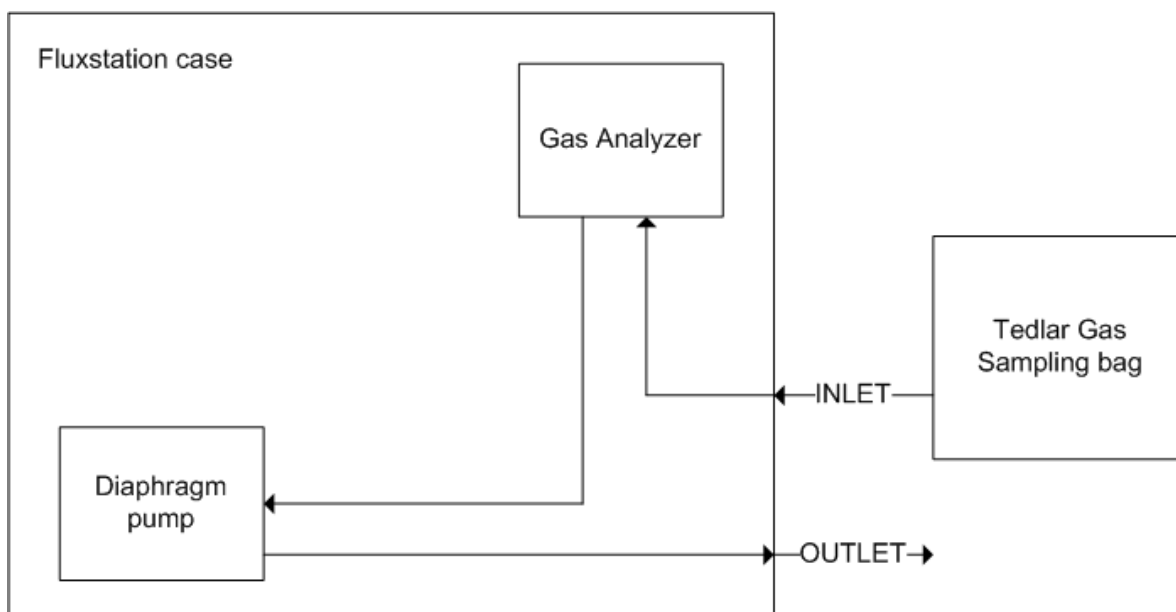 Fluxstation case
Gas Analyzer
Tedlar Gas
Sampling bag
INLET
Diaphragm
pump
OUTLET